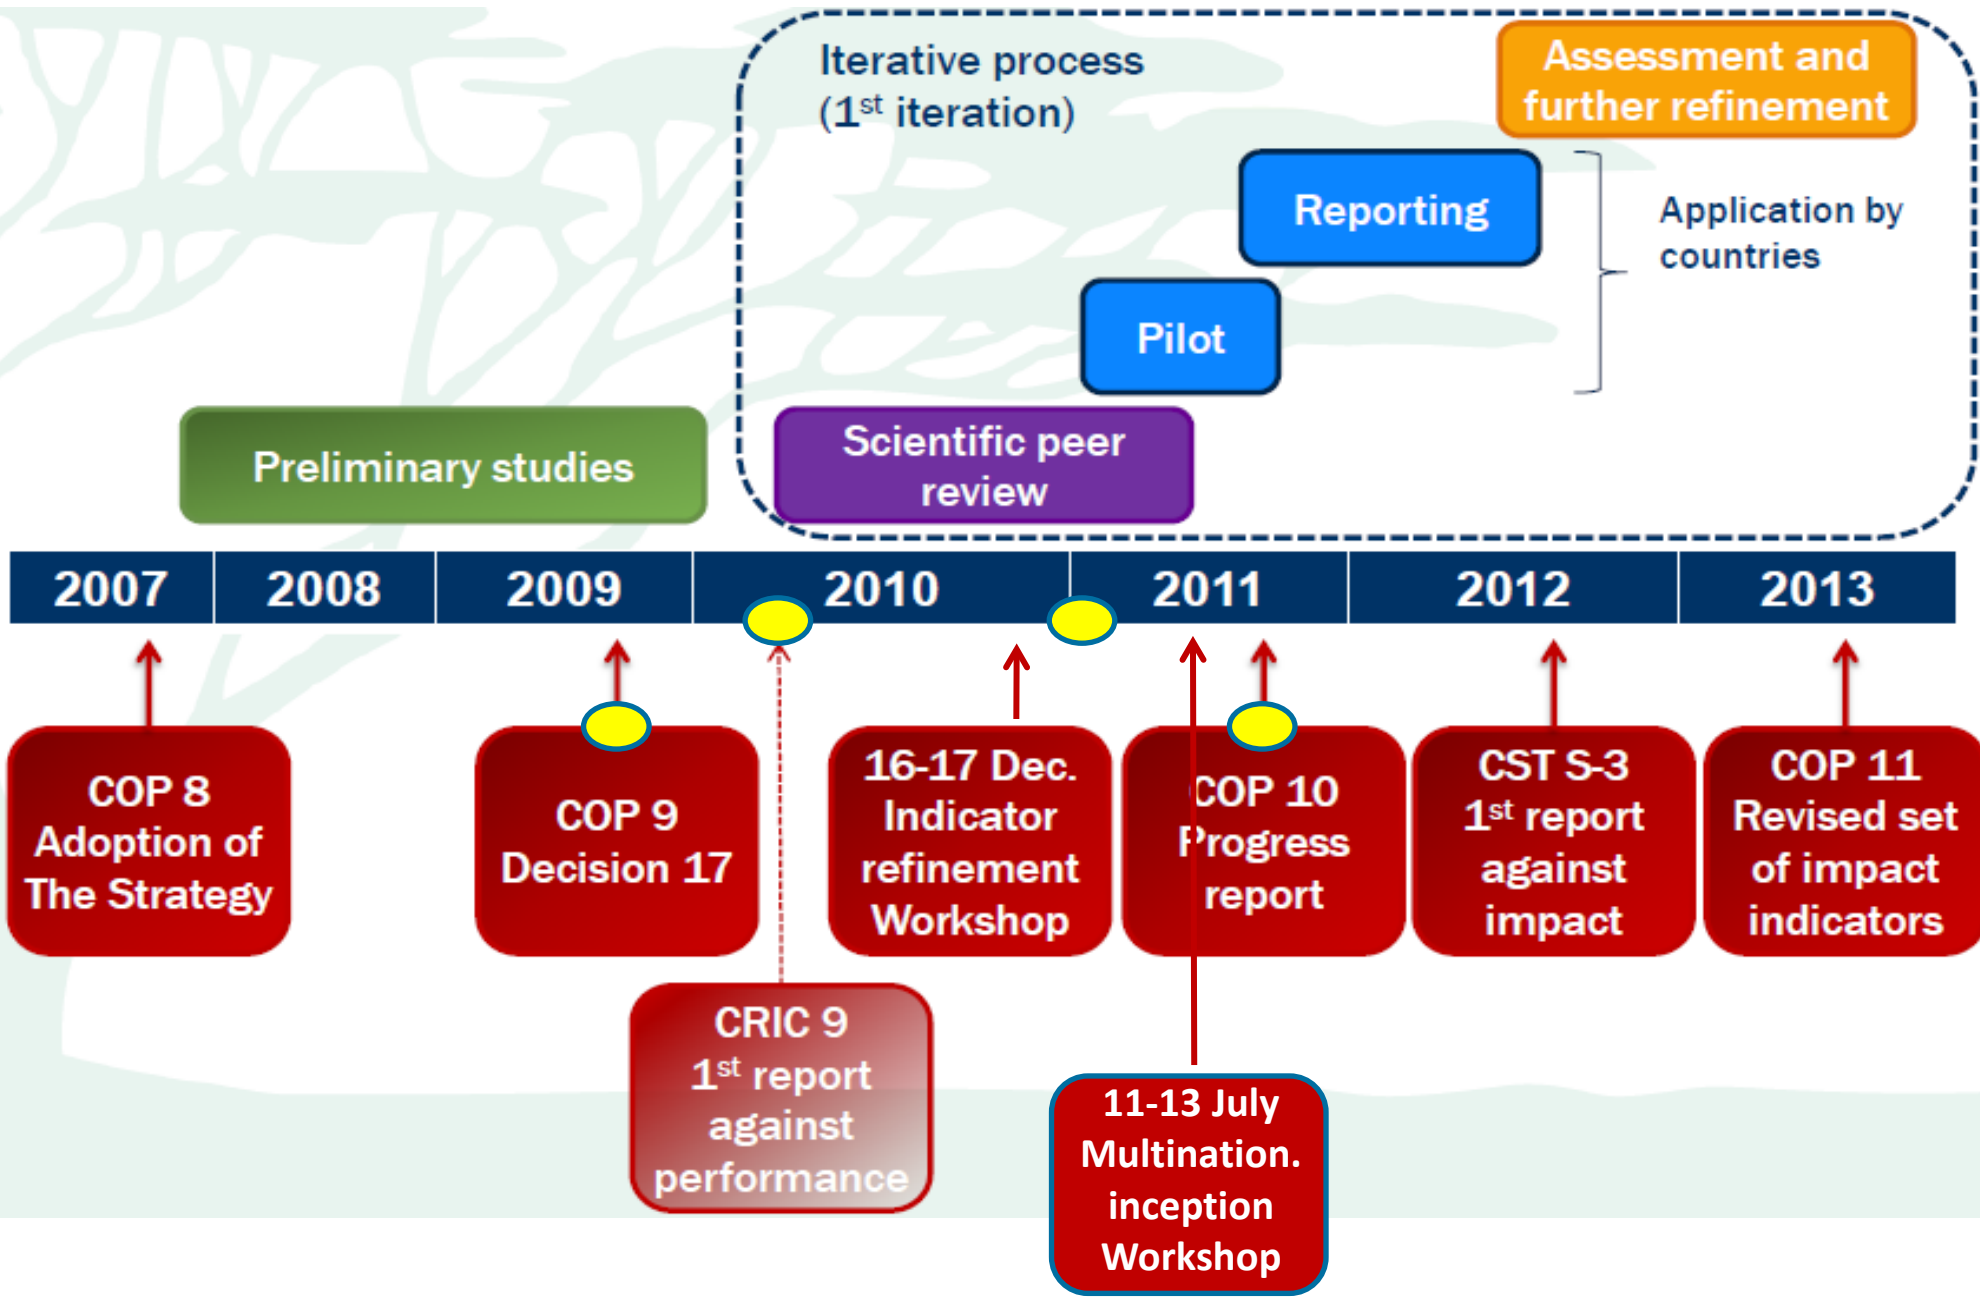 Iterative process
(1st iteration)
Assessment and
further refinement
Reporting
Application by
countries
Pilot
Preliminary studies
Scientific peer
review
2007
2008
2009
2010
2011
2012
2013
COP 8
Adoption of
The Strategy
COP 9
Decision 17
16-17 Dec.
Indicator
refinement
Workshop
COP 10
Progress
report
CST S-3
1st report
against
impact
COP 11
Revised set
of impact
indicators
CRIC 9
1st report
against
performance
11-13 July
Multination.
inception
Workshop